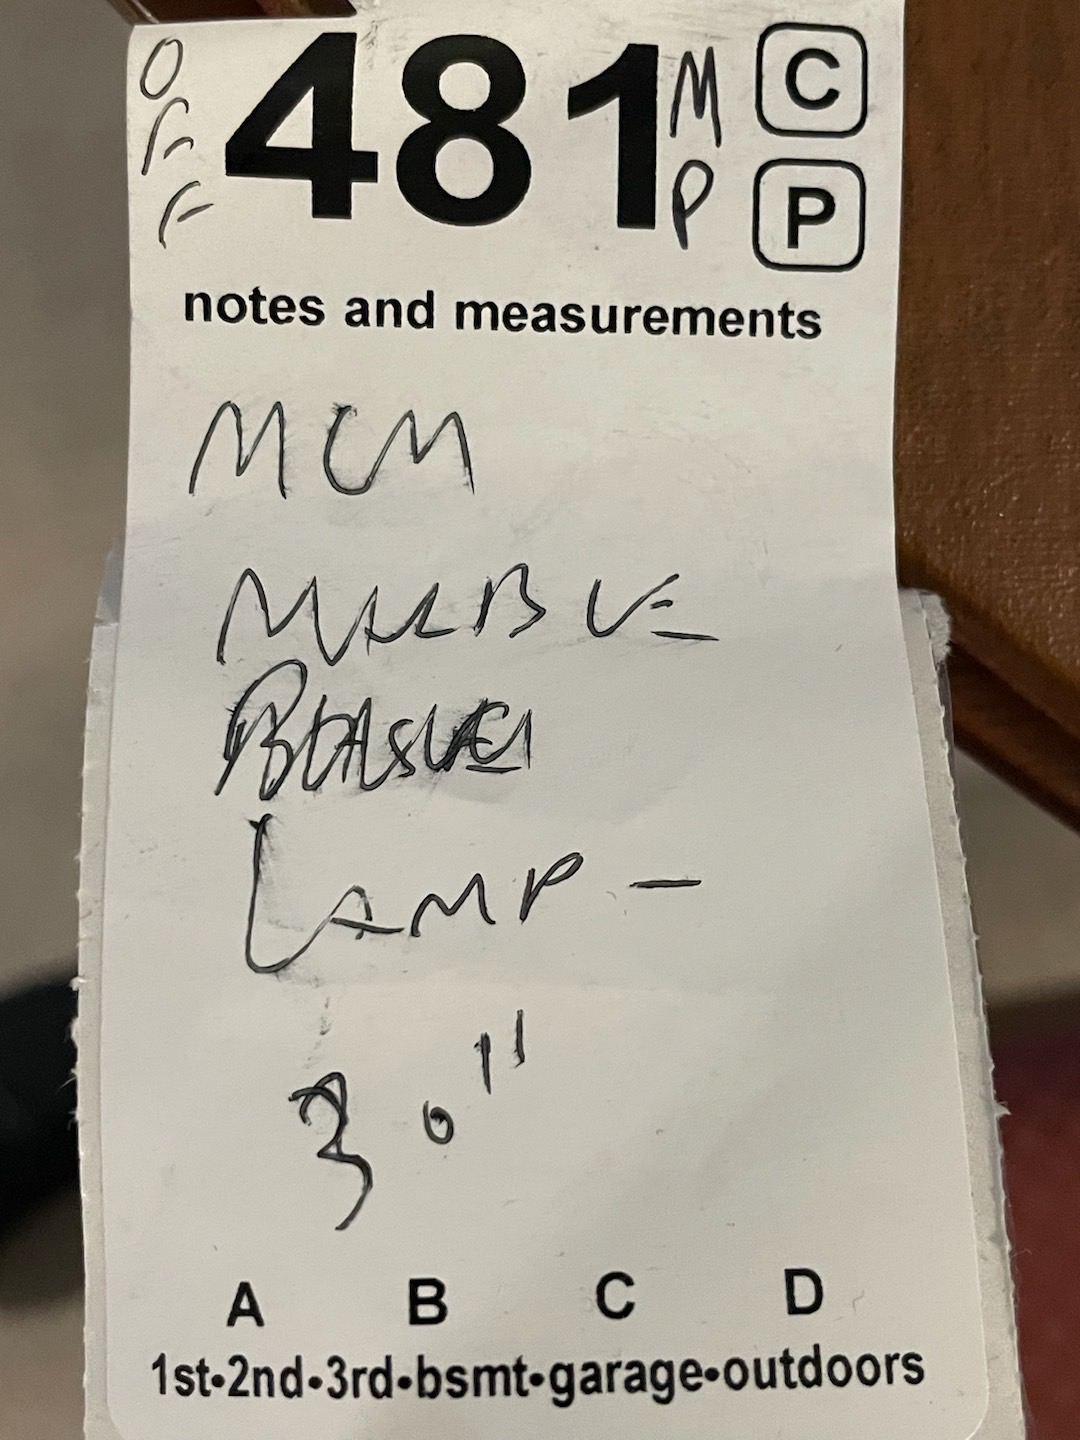 OFF 481 MP C
P
notes and measurements
MCM
MARBLE
LAMP -
30"
A B C D
1st•2nd•3rd•bsmt•garage•outdoors